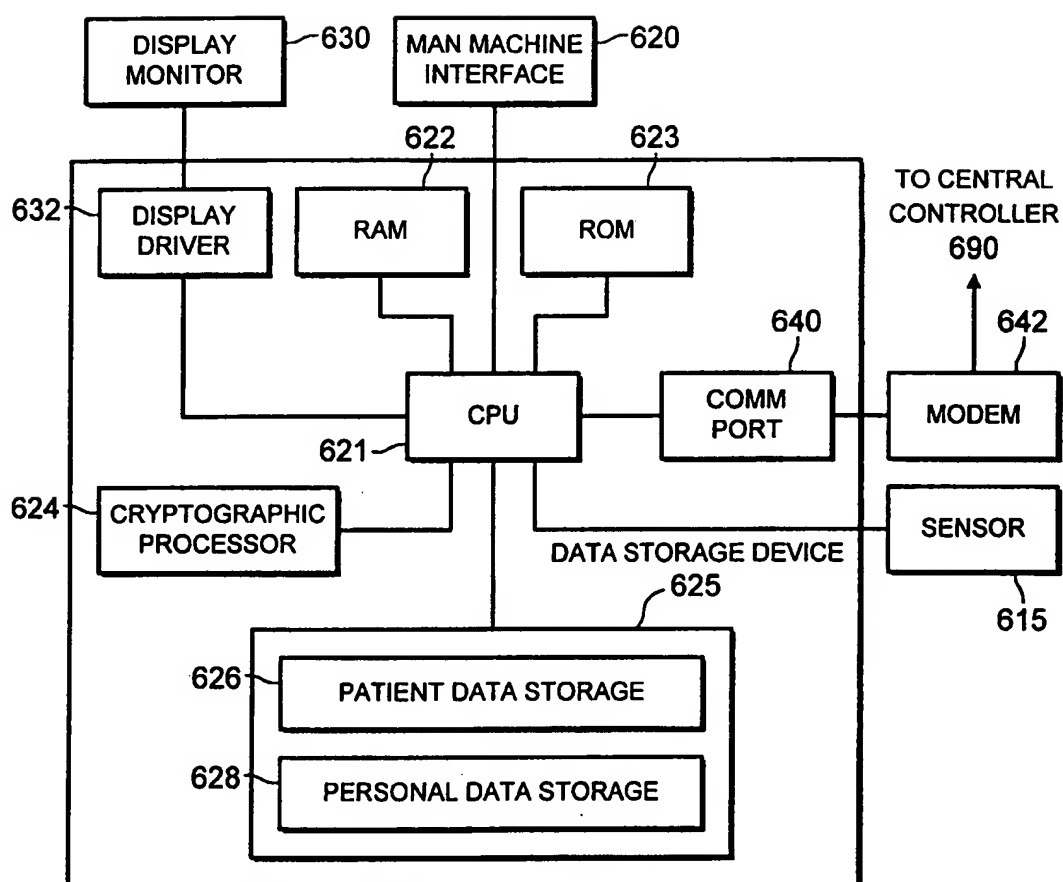 DISPLAY
MONITOR
630
MAN MACHINE
INTERFACE
620
622
623
632
DISPLAY
DRIVER
RAM
ROM
TO CENTRAL
CONTROLLER
690
640
642
CPU
621
COMM
PORT
MODEM
624
CRYPTOGRAPHIC
PROCESSOR
SENSOR
615
DATA STORAGE DEVICE
625
626
PATIENT DATA STORAGE
628
PERSONAL DATA STORAGE